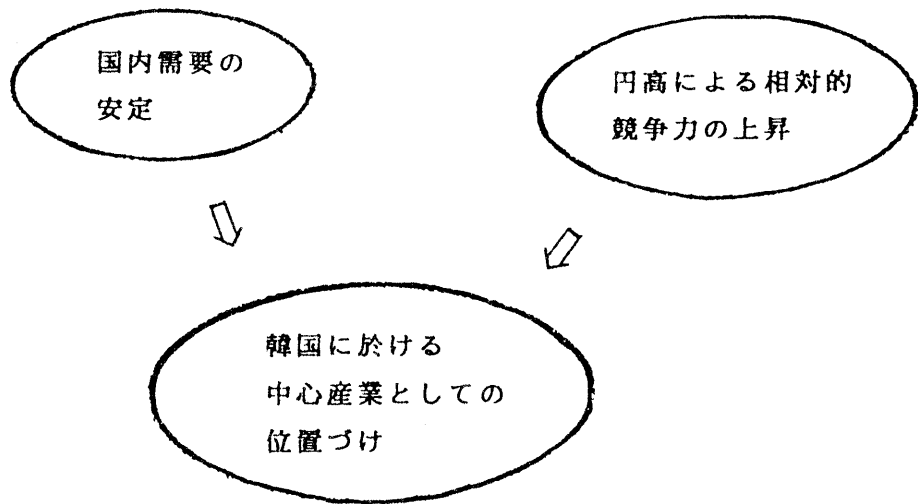 国内需要の
安定
円高による相対的
競争力の上昇
韓国に於ける
中心産業としての
位置づけ